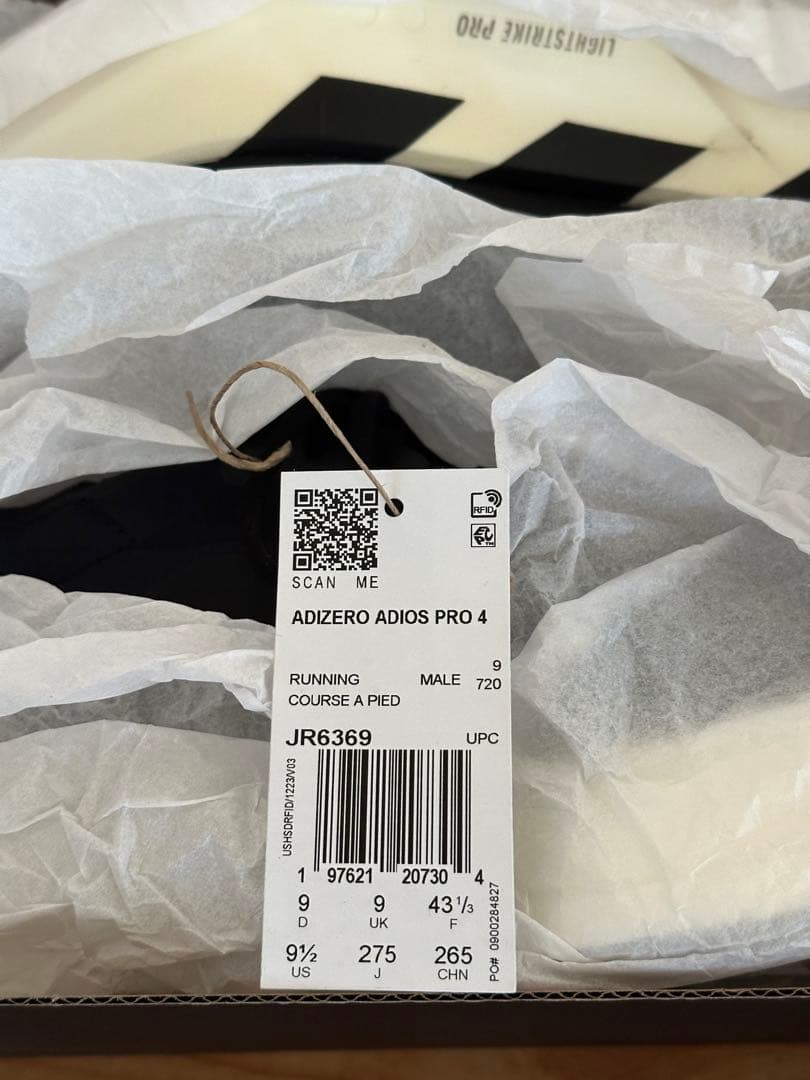 LIGHTSTRIKE PRO
RFID
SCAN ME
ADIZERO ADIOS PRO 4
9
RUNNING MALE 720
COURSE A PIED
JR6369 UPC
USHSDRFID/1223/V03
1 97621 20730 4
9 9 43 1/3
D UK F
9½ 275 265
US J CHN
PO# 0900284827